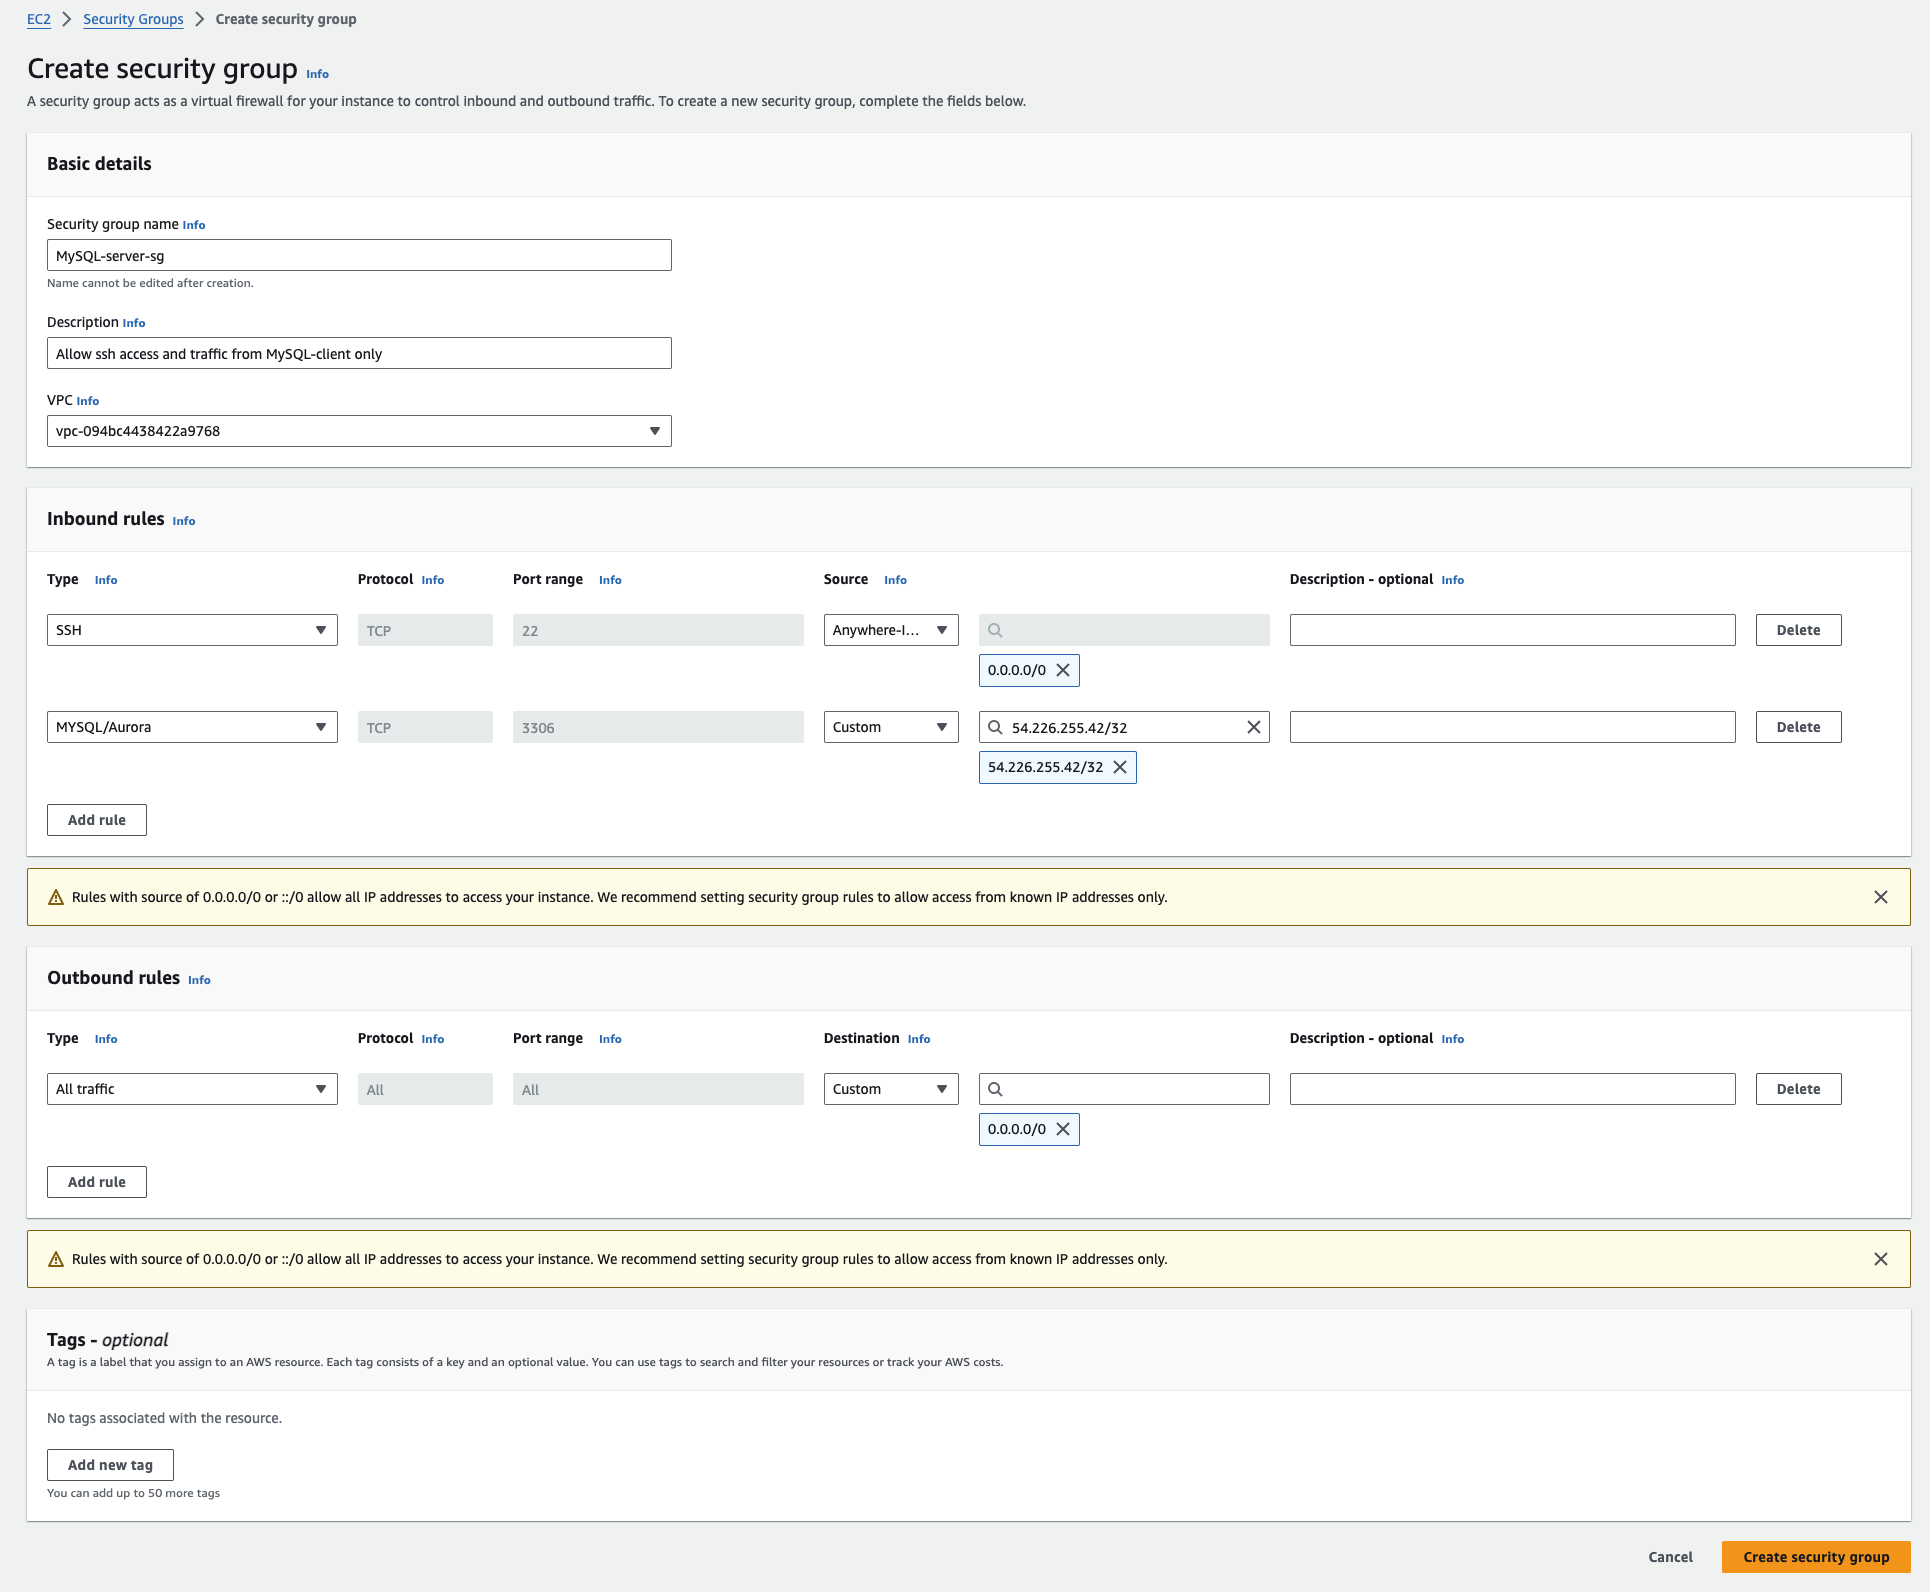 EC2 > Security Groups > Create security group
Create security group Info
A security group acts as a virtual firewall for your instance to control inbound and outbound traffic. To create a new security group, complete the fields below.
Basic details
Security group name Info
MySQL-server-sg
Name cannot be edited after creation.
Description Info
Allow ssh access and traffic from MySQL-client only
VPC Info
vpc-094bc4438422a9768
Inbound rules Info
Type Info Protocol Info Port range Info Source Info Description - optional Info
SSH TCP 22 Anywhere-I... Delete
0.0.0.0/0
MYSQL/Aurora TCP 3306 Custom 54.226.255.42/32 Delete
54.226.255.42/32
Add rule
Rules with source of 0.0.0.0/0 or ::/0 allow all IP addresses to access your instance. We recommend setting security group rules to allow access from known IP addresses only.
Outbound rules Info
Type Info Protocol Info Port range Info Destination Info Description - optional Info
All traffic All All Custom Delete
0.0.0.0/0
Add rule
Rules with source of 0.0.0.0/0 or ::/0 allow all IP addresses to access your instance. We recommend setting security group rules to allow access from known IP addresses only.
Tags - optional
A tag is a label that you assign to an AWS resource. Each tag consists of a key and an optional value. You can use tags to search and filter your resources or track your AWS costs.
No tags associated with the resource.
Add new tag
You can add up to 50 more tags
Cancel Create security group